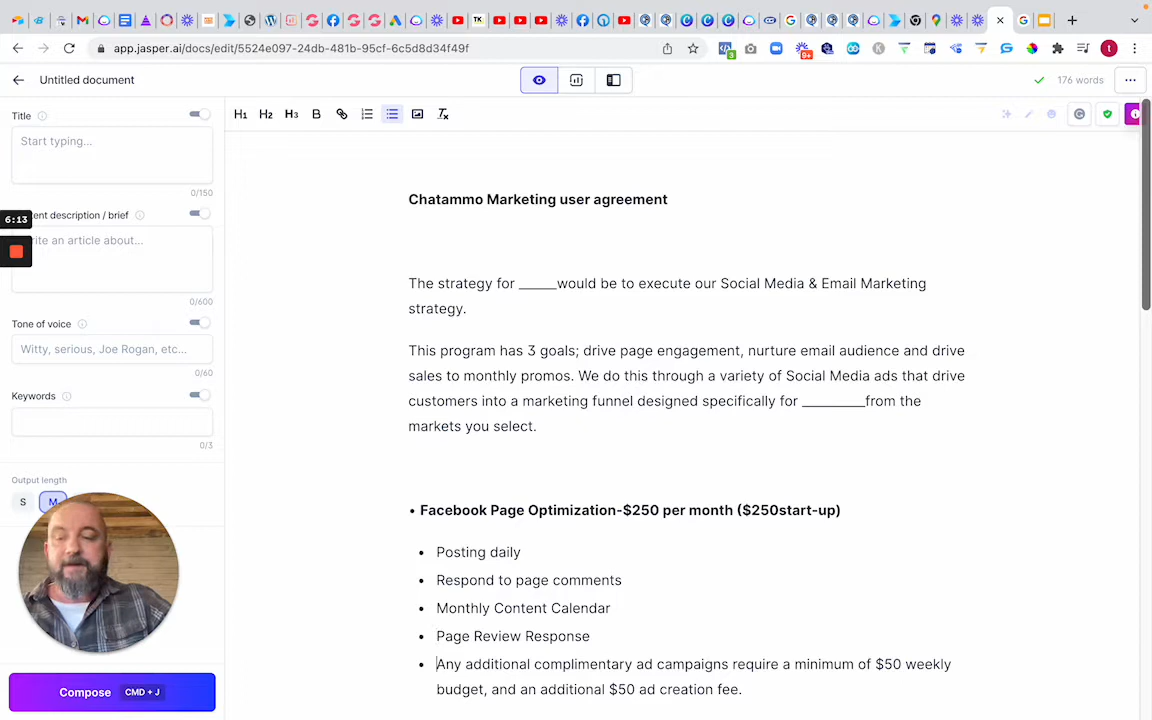 app.jasper.ai/docs/edit/5524e097-24db-481b-95cf-6c5d8d34f49f
Untitled document
176 words
Title
Start typing...
0/150
6:13
tent description / brief
rite an article about...
0/600
Tone of voice
Witty, serious, Joe Rogan, etc...
0/60
Keywords
0/3
Output length
S M
Compose CMD + J
H1 H2 H3 B
Chatammo Marketing user agreement
The strategy for _____would be to execute our Social Media & Email Marketing
strategy.
This program has 3 goals; drive page engagement, nurture email audience and drive
sales to monthly promos. We do this through a variety of Social Media ads that drive
customers into a marketing funnel designed specifically for ________from the
markets you select.
• Facebook Page Optimization-$250 per month ($250start-up)
• Posting daily
• Respond to page comments
• Monthly Content Calendar
• Page Review Response
• Any additional complimentary ad campaigns require a minimum of $50 weekly
budget, and an additional $50 ad creation fee.